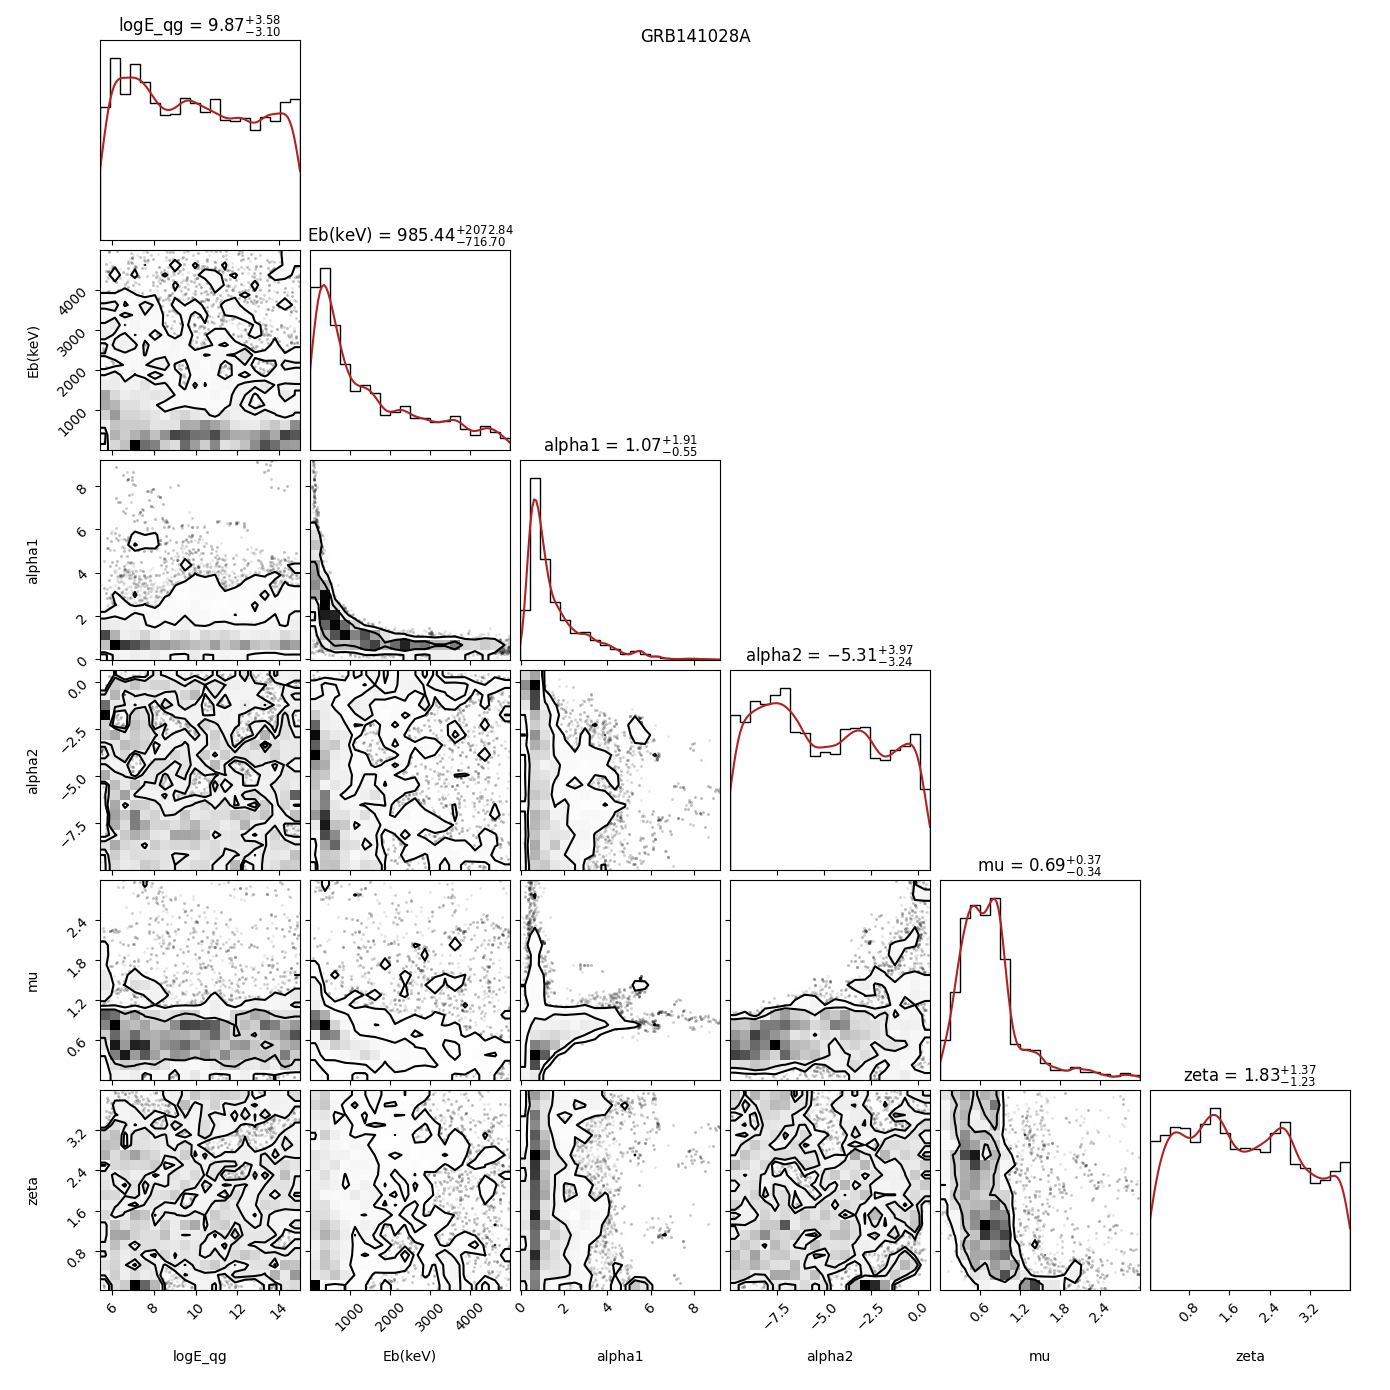 logE_qg = 9.87+3.58 −3.10
GRB141028A
Eb(keV) = 985.44+2072.84 −716.70
Eb(keV)
4000
3000
2000
1000
alpha1 = 1.07+1.91 −0.55
alpha1
8
6
4
2
0
alpha2 = −5.31+3.97 −3.24
alpha2
0.0
−2.5
−5.0
−7.5
mu = 0.69+0.37 −0.34
mu
2.4
1.8
1.2
0.6
zeta = 1.83+1.37 −1.23
zeta
3.2
2.4
1.6
0.8
6 8 10 12 14 1000 2000 3000 4000 0 2 4 6 8 −7.5 −5.0 −2.5 0.0 0.6 1.2 1.8 2.4 0.8 1.6 2.4 3.2
logE_qg Eb(keV) alpha1 alpha2 mu zeta